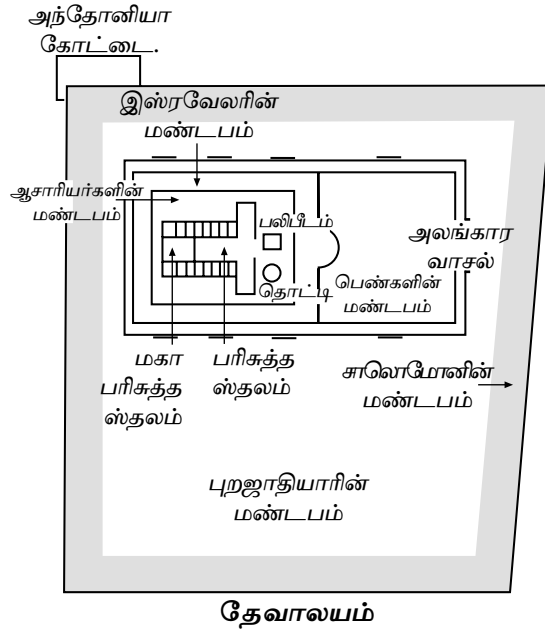 அந்தோனியா
கோட்டை.
இஸ்ரவேலரின்
மண்டபம்
ஆசாரியர்களின்
மண்டபம்
பலிபீடம்
அலங்கார
வாசல்
தொட்டி
பெண்களின்
மண்டபம்
மகா
பரிசுத்த
ஸ்தலம்
பரிசுத்த
ஸ்தலம்
சாலொமோனின்
மண்டபம்
புறஜாதியாரின்
மண்டபம்
தேவாலயம்